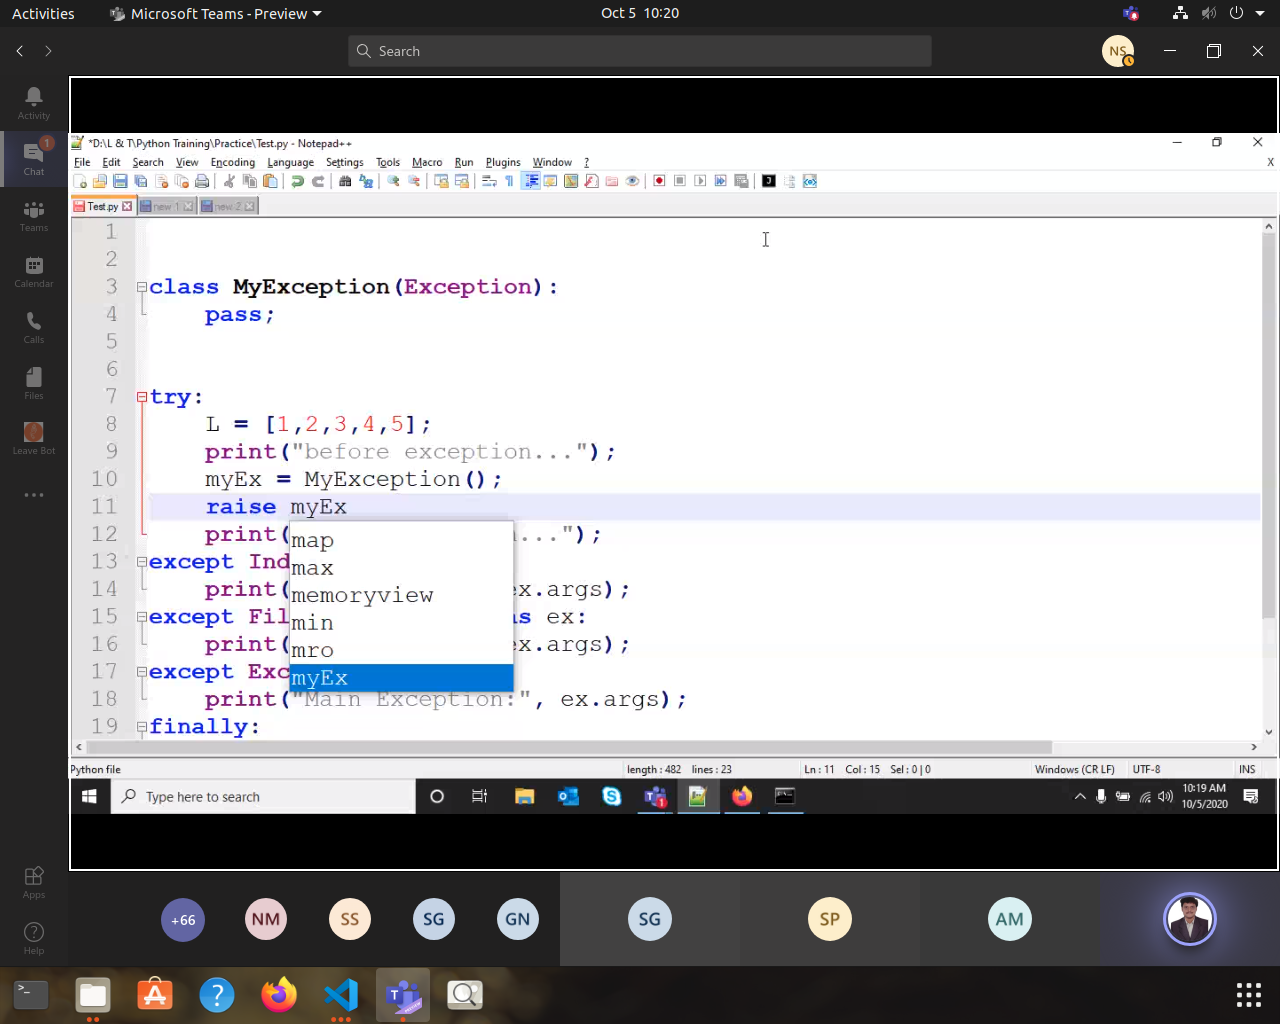 Activities Microsoft Teams - Preview Oct 5 10:20
Search NS
Activity
1
Chat
Teams
Calendar
Calls
Files
Leave Bot
Apps
Help
*D:\L & T\Python Training\Practice\Test.py - Notepad++
File Edit Search View Encoding Language Settings Tools Macro Run Plugins Window ? X
Test.py new 1 new 2
1
2
3 class MyException(Exception):
4 pass;
5
6
7 try:
8 L = [1,2,3,4,5];
9 print("before exception...");
10 myEx = MyException();
11 raise myEx
12 print( ...");
13 except Ind
14 print( ex.args);
15 except Fil as ex:
16 print( ex.args);
17 except Exc
18 print("Main Exception:", ex.args);
19 finally:
map
max
memoryview
min
mro
myEx
Python file length : 482 lines : 23 Ln : 11 Col : 15 Sel : 0 | 0 Windows (CR LF) UTF-8 INS
Type here to search 10:19 AM
10/5/2020
+66 NM SS SG GN SG SP AM